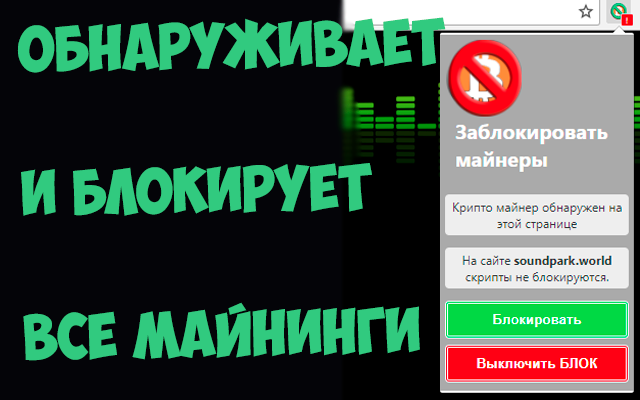 ОБНАРУЖИВАЕТ
И БЛОКИРУЕТ
ВСЕ МАЙНИНГИ
Заблокировать
майнеры
Крипто майнер обнаружен на
этой странице
На сайте soundpark.world
скрипты не блокируются.
Блокировать
Выключить БЛОК